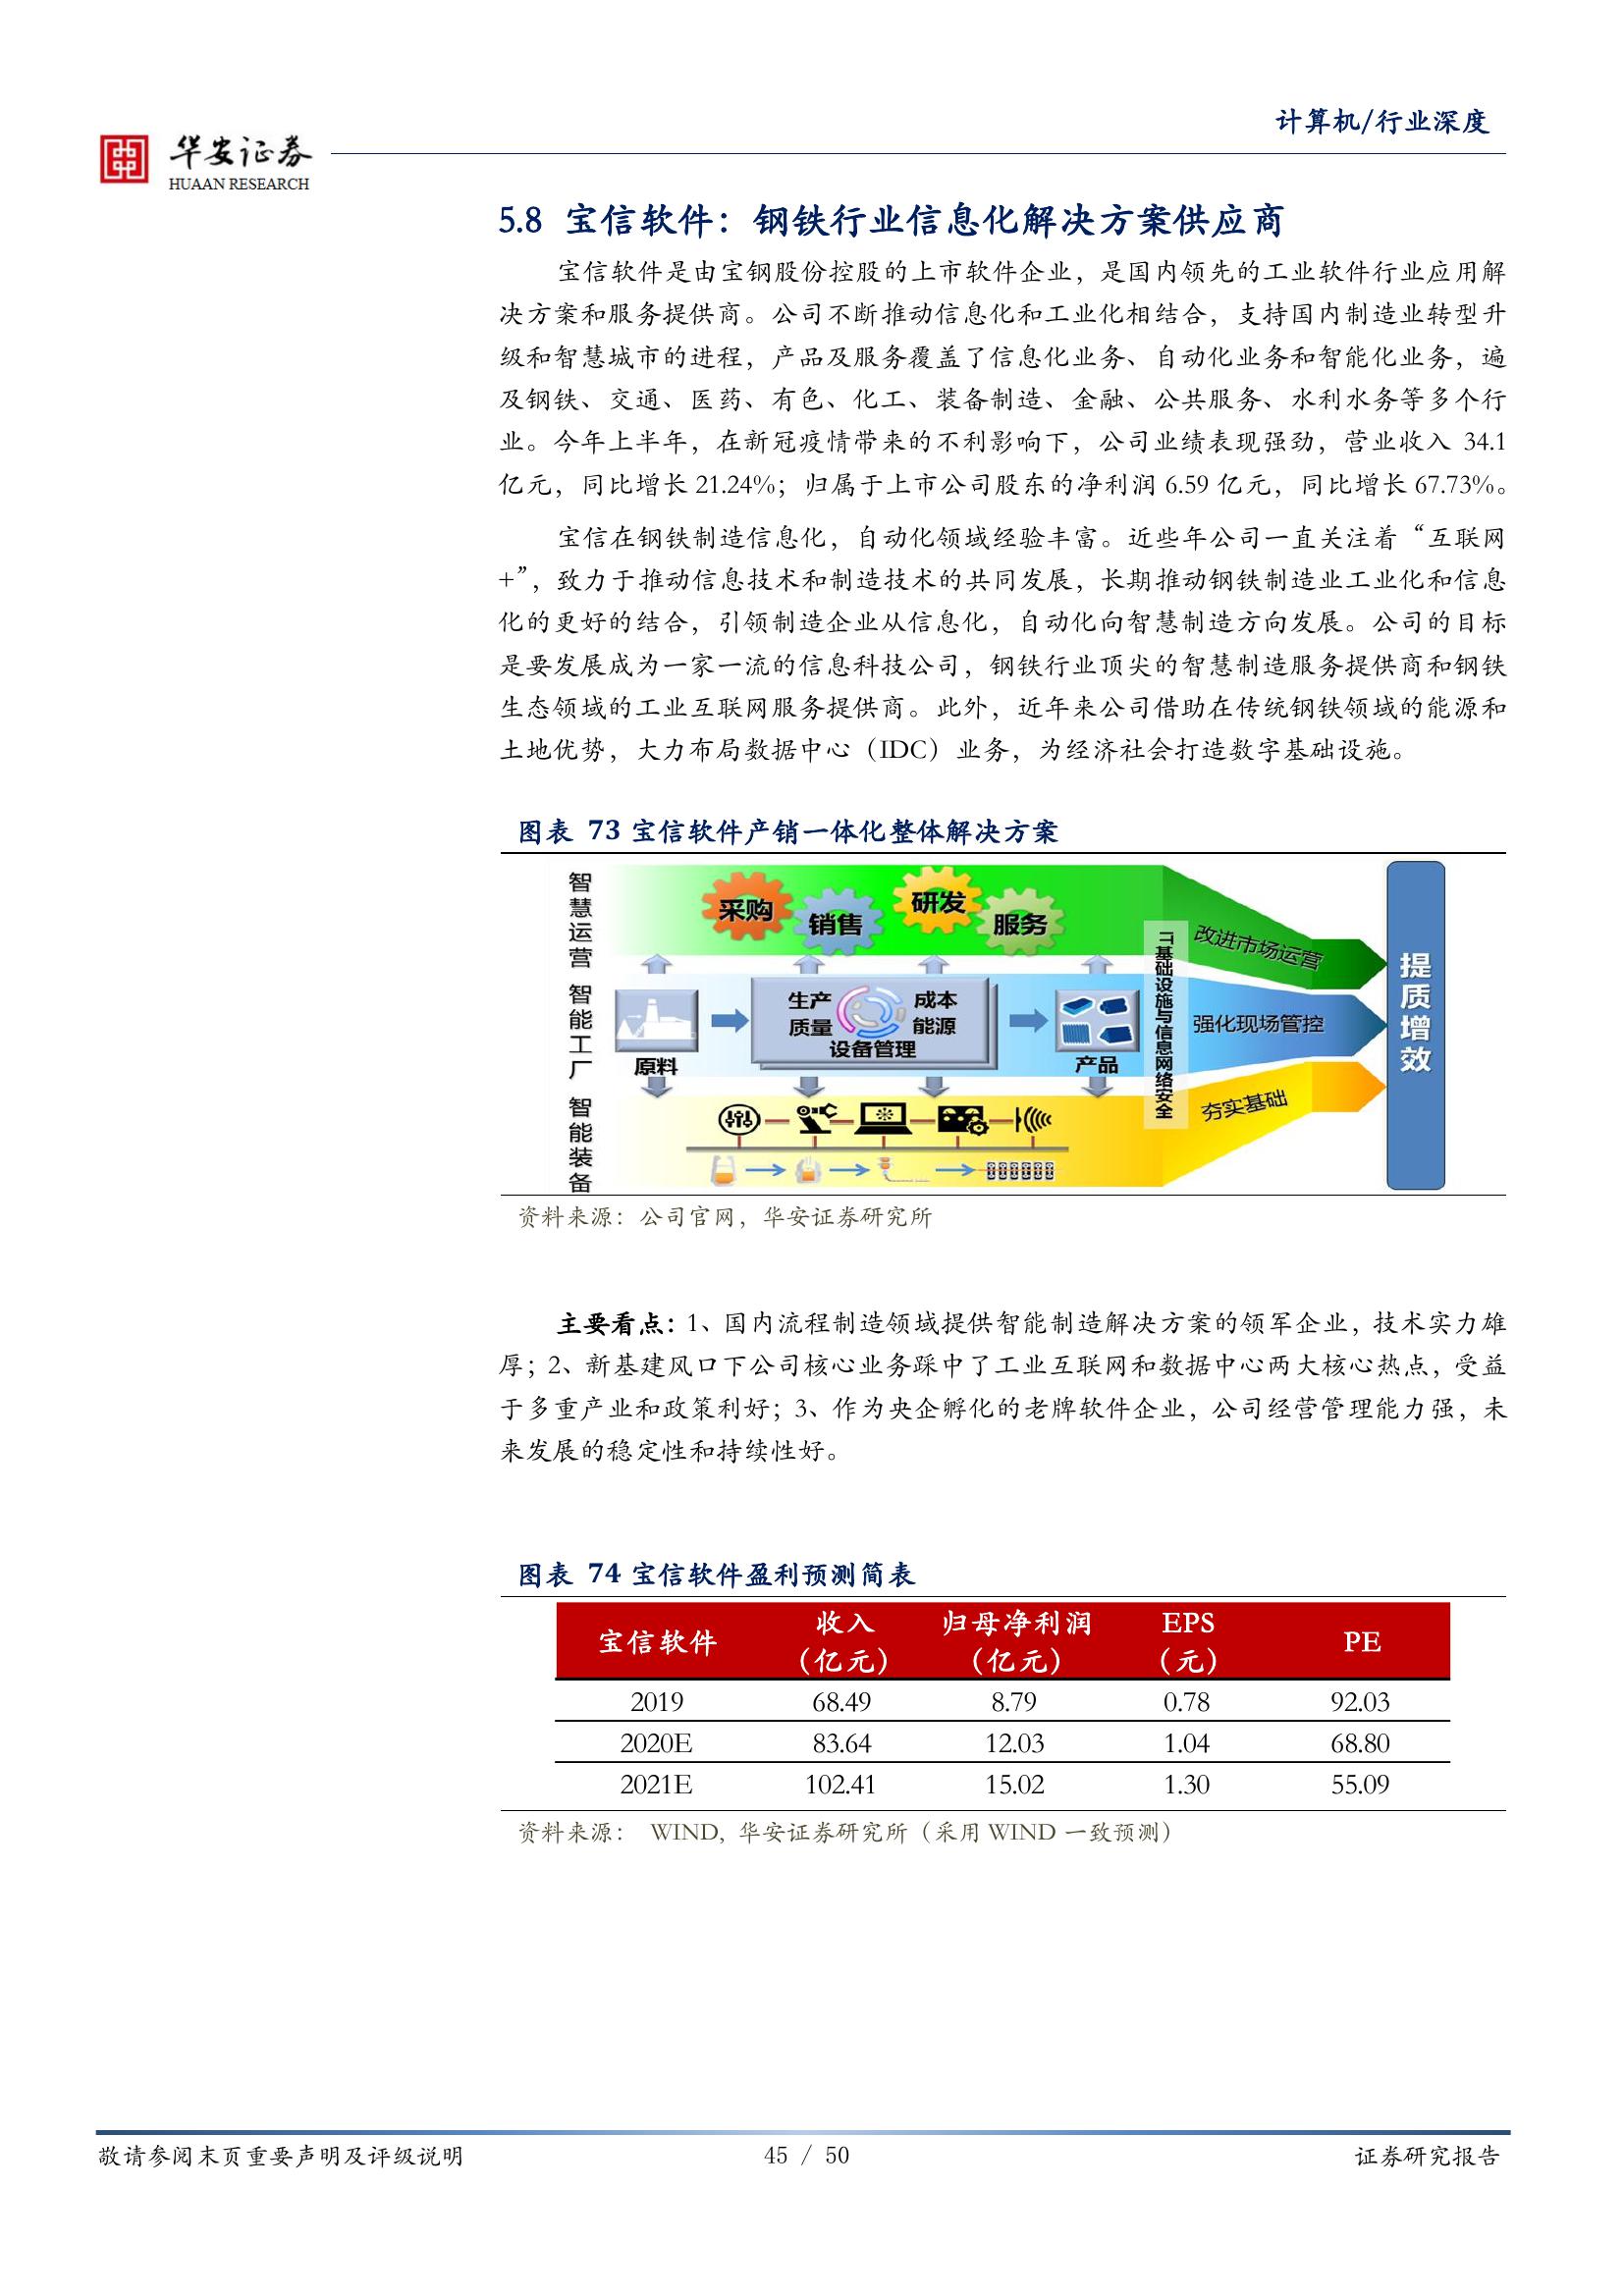 计算机/行业深度
华安证券
HUAAN RESEARCH
5.8 宝信软件：钢铁行业信息化解决方案供应商
宝信软件是由宝钢股份控股的上市软件企业，是国内领先的工业软件行业应用解
决方案和服务提供商。公司不断推动信息化和工业化相结合，支持国内制造业转型升
级和智慧城市的进程，产品及服务覆盖了信息化业务、自动化业务和智能化业务，遍
及钢铁、交通、医药、有色、化工、装备制造、金融、公共服务、水利水务等多个行
业。今年上半年，在新冠疫情带来的不利影响下，公司业绩表现强劲，营业收入 34.1
亿元，同比增长 21.24%；归属于上市公司股东的净利润 6.59 亿元，同比增长 67.73%。
宝信在钢铁制造信息化，自动化领域经验丰富。近些年公司一直关注着“互联网
+”，致力于推动信息技术和制造技术的共同发展，长期推动钢铁制造业工业化和信息
化的更好的结合，引领制造企业从信息化，自动化向智慧制造方向发展。公司的目标
是要发展成为一家一流的信息科技公司，钢铁行业顶尖的智慧制造服务提供商和钢铁
生态领域的工业互联网服务提供商。此外，近年来公司借助在传统钢铁领域的能源和
土地优势，大力布局数据中心（IDC）业务，为经济社会打造数字基础设施。
图表 73 宝信软件产销一体化整体解决方案
智慧运营
采购
销售
研发
服务
改进市场运营
智能工厂
原料
生产
质量
成本
能源
设备管理
产品
IT基础设施与信息网络安全
强化现场管控
提质增效
智能装备
夯实基础
资料来源：公司官网，华安证券研究所
主要看点：1、国内流程制造领域提供智能制造解决方案的领军企业，技术实力雄
厚；2、新基建风口下公司核心业务踩中了工业互联网和数据中心两大核心热点，受益
于多重产业和政策利好；3、作为央企孵化的老牌软件企业，公司经营管理能力强，未
来发展的稳定性和持续性好。
图表 74 宝信软件盈利预测简表
宝信软件 收入（亿元） 归母净利润（亿元） EPS（元） PE
2019 68.49 8.79 0.78 92.03
2020E 83.64 12.03 1.04 68.80
2021E 102.41 15.02 1.30 55.09
资料来源： WIND, 华安证券研究所（采用 WIND 一致预测）
敬请参阅末页重要声明及评级说明 45 / 50 证券研究报告